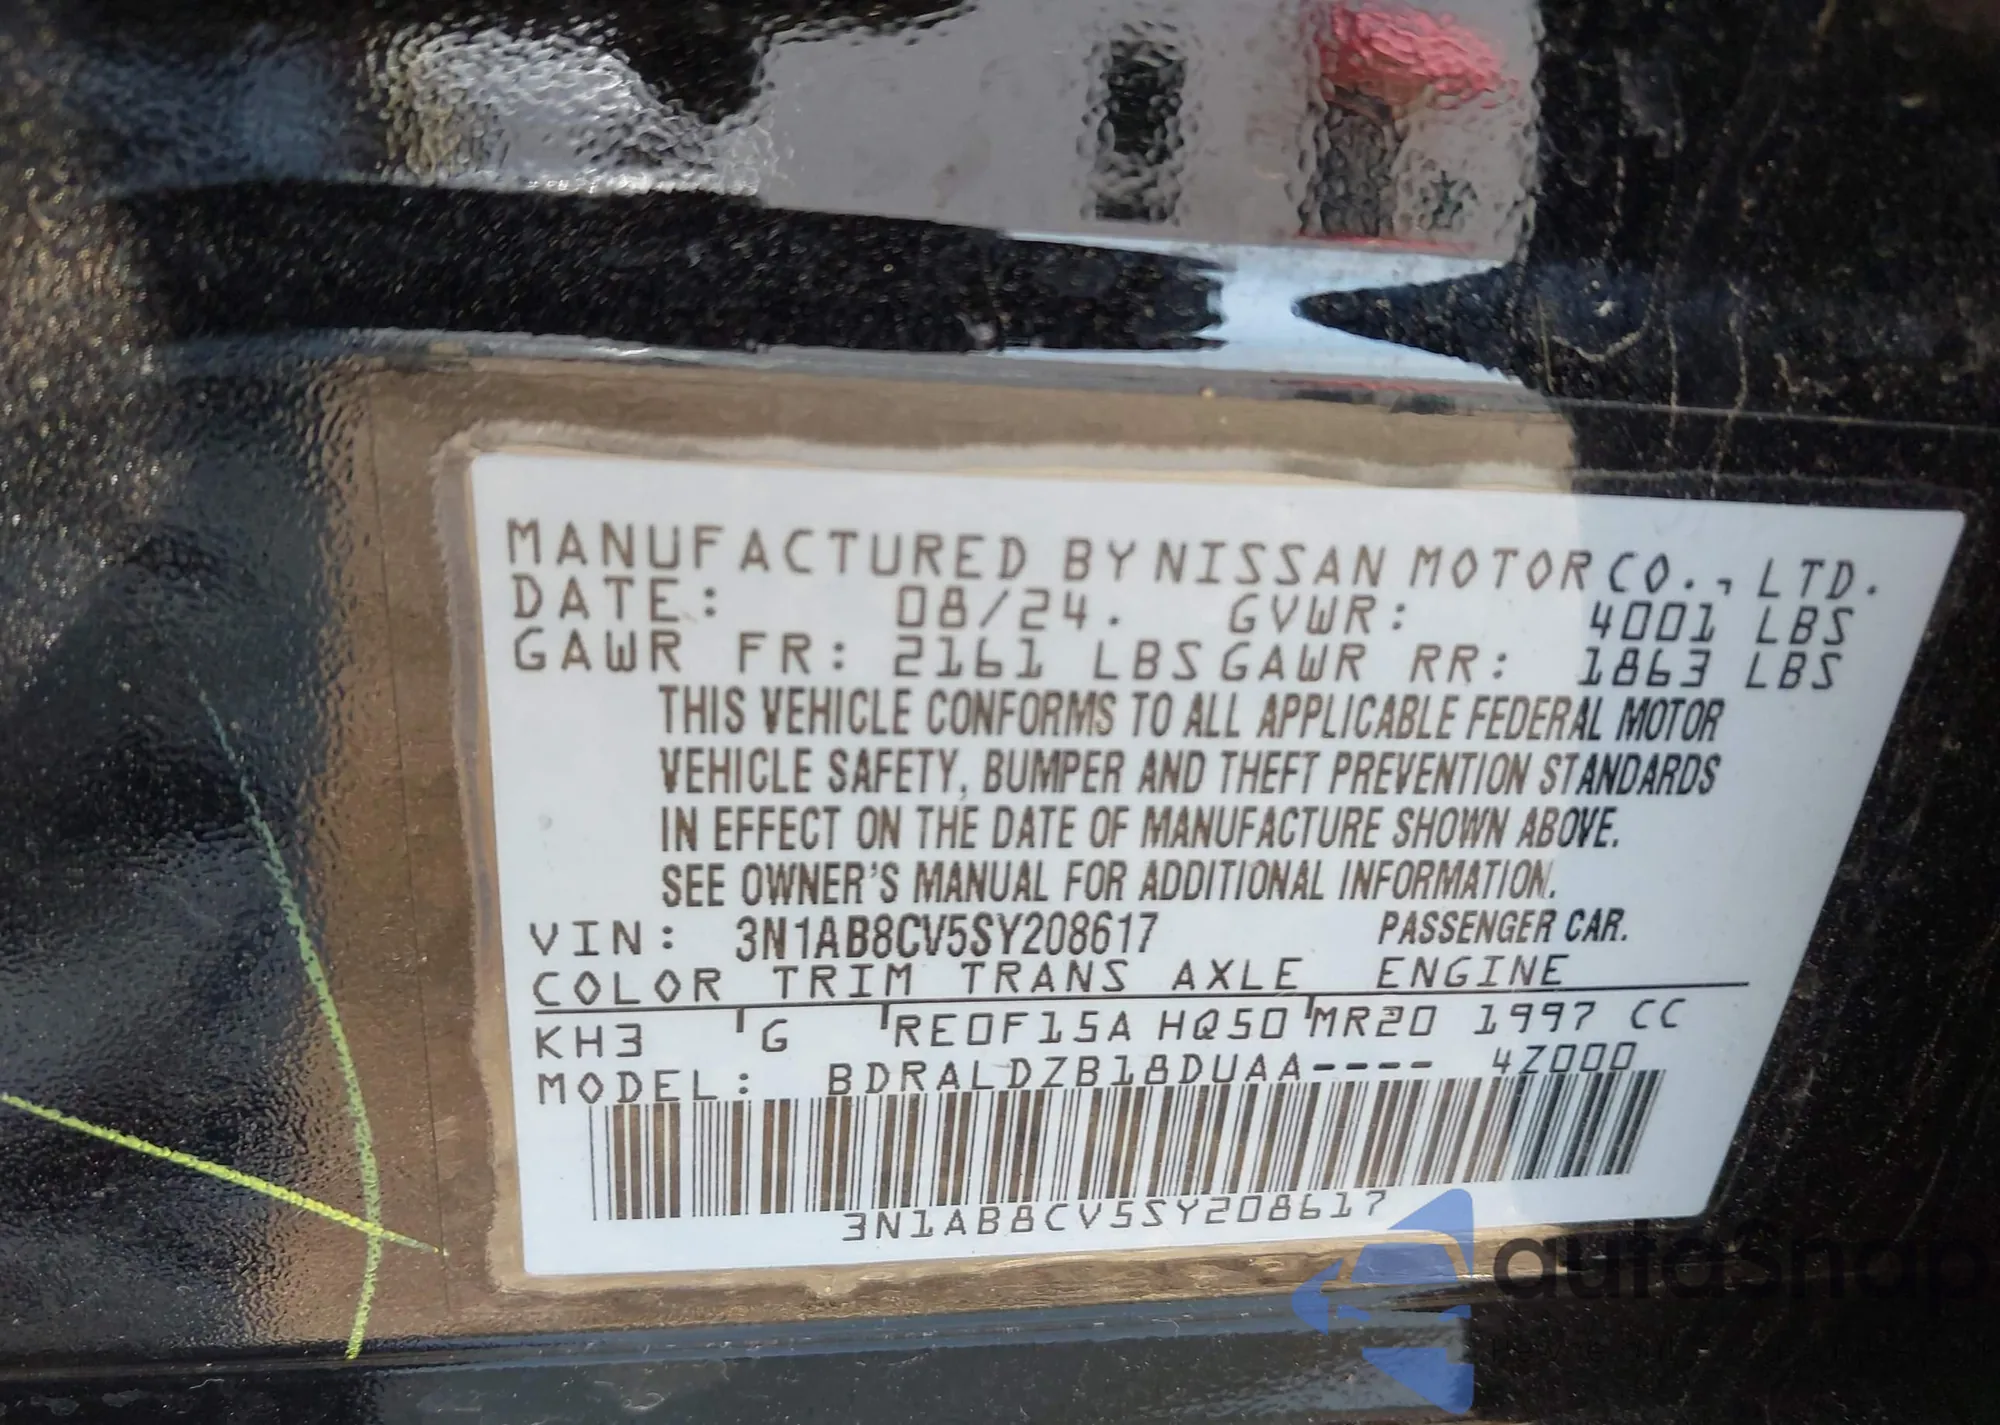 MANUFACTURED BY NISSAN MOTOR CO., LTD.
DATE: 08/24. GVWR: 4001 LBS
GAWR FR: 2161 LBS GAWR RR: 1863 LBS
THIS VEHICLE CONFORMS TO ALL APPLICABLE FEDERAL MOTOR
VEHICLE SAFETY, BUMPER AND THEFT PREVENTION STANDARDS
IN EFFECT ON THE DATE OF MANUFACTURE SHOWN ABOVE.
SEE OWNER'S MANUAL FOR ADDITIONAL INFORMATION.
VIN: 3N1AB8CV5SY208617 PASSENGER CAR.
COLOR TRIM TRANS AXLE ENGINE
KH3 G RE0F15A HQ50 MR20 1997 CC
MODEL: BDRALDZB18DUAA---- 4Z000
3N1AB8CV5SY208617
autasnap